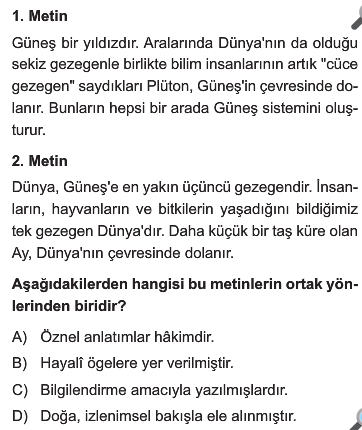 1. Metin
Güneş bir yıldızdır. Aralarında Dünya'nın da olduğu
sekiz gezegenle birlikte bilim insanlarının artık "cüce
gezegen" saydıkları Plüton, Güneş'in çevresinde do-
lanır. Bunların hepsi bir arada Güneş sistemini oluş-
turur.
2. Metin
Dünya, Güneş'e en yakın üçüncü gezegendir. İnsan-
ların, hayvanların ve bitkilerin yaşadığını bildiğimiz
tek gezegen Dünya'dır. Daha küçük bir taş küre olan
Ay, Dünya'nın çevresinde dolanır.
Aşağıdakilerden hangisi bu metinlerin ortak yön-
lerinden biridir?
A) Öznel anlatımlar hâkimdir.
B) Hayalî ögelere yer verilmiştir.
C) Bilgilendirme amacıyla yazılmışlardır.
D) Doğa, izlenimsel bakışla ele alınmıştır.